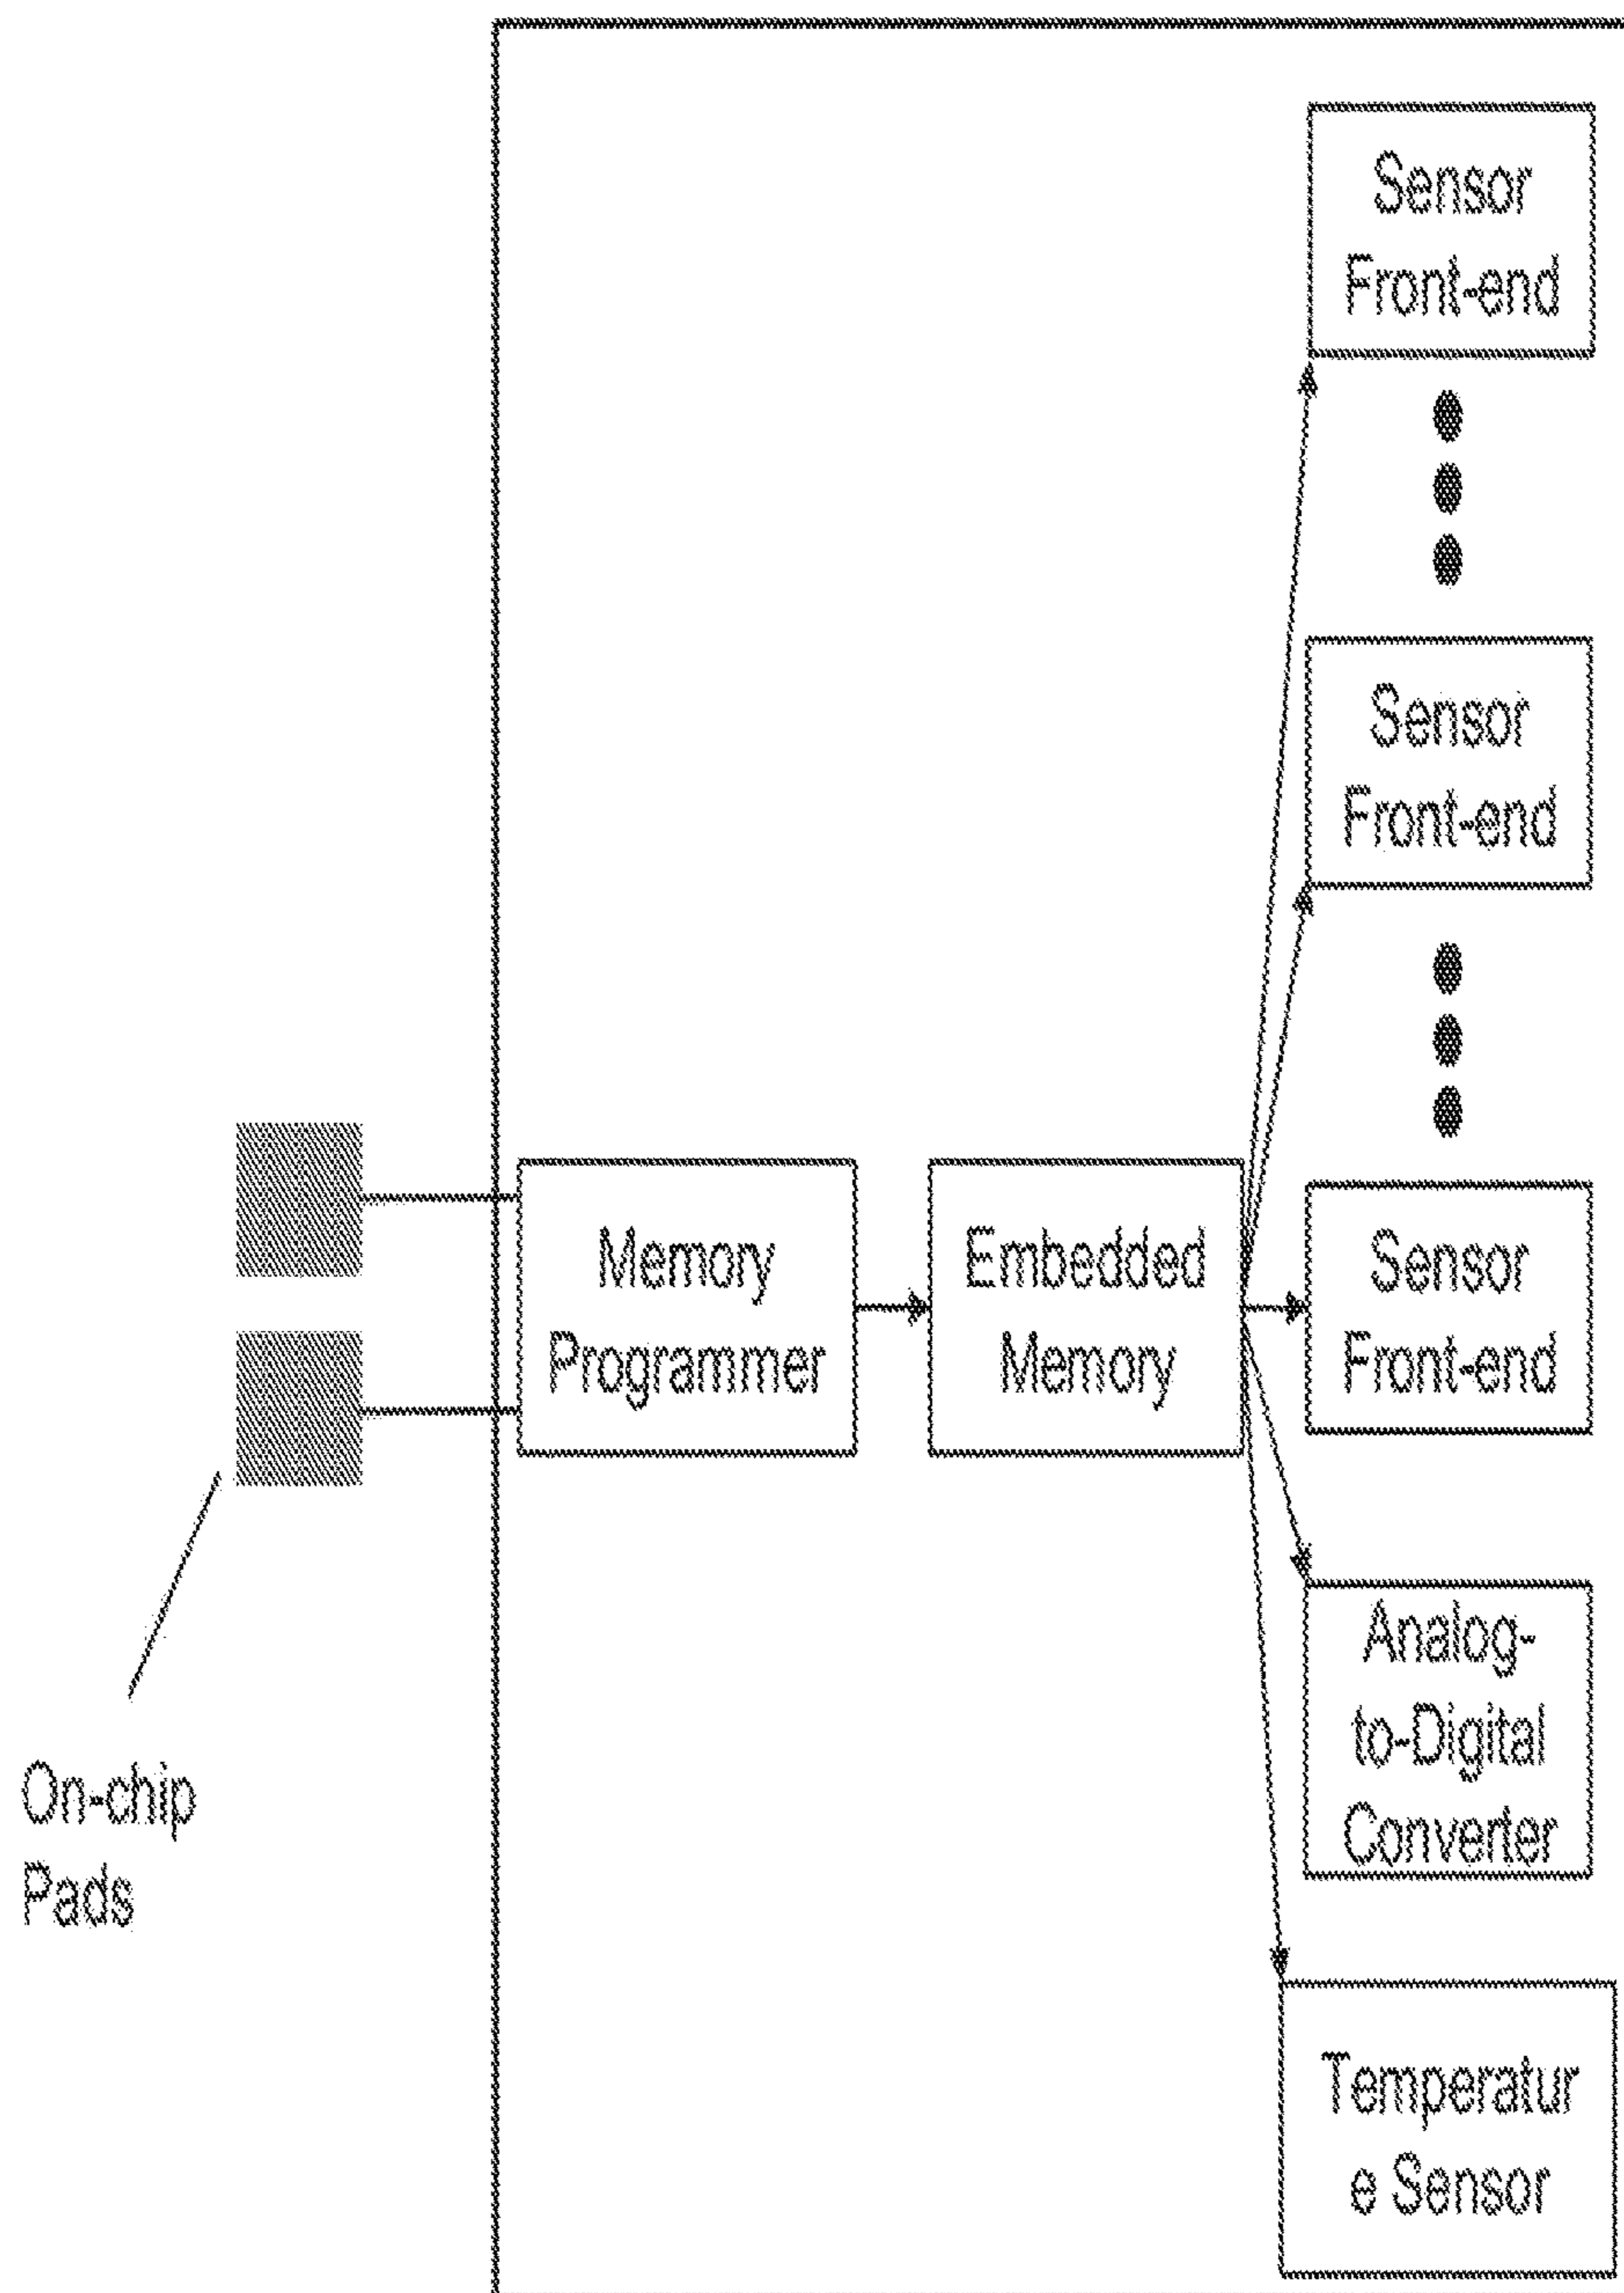 Sensor
Front-end
Sensor
Front-end
Memory
Programmer
Embedded
Memory
Sensor
Front-end
Analog-
to-Digital
Converter
On-chip
Pads
Temperatur
e Sensor